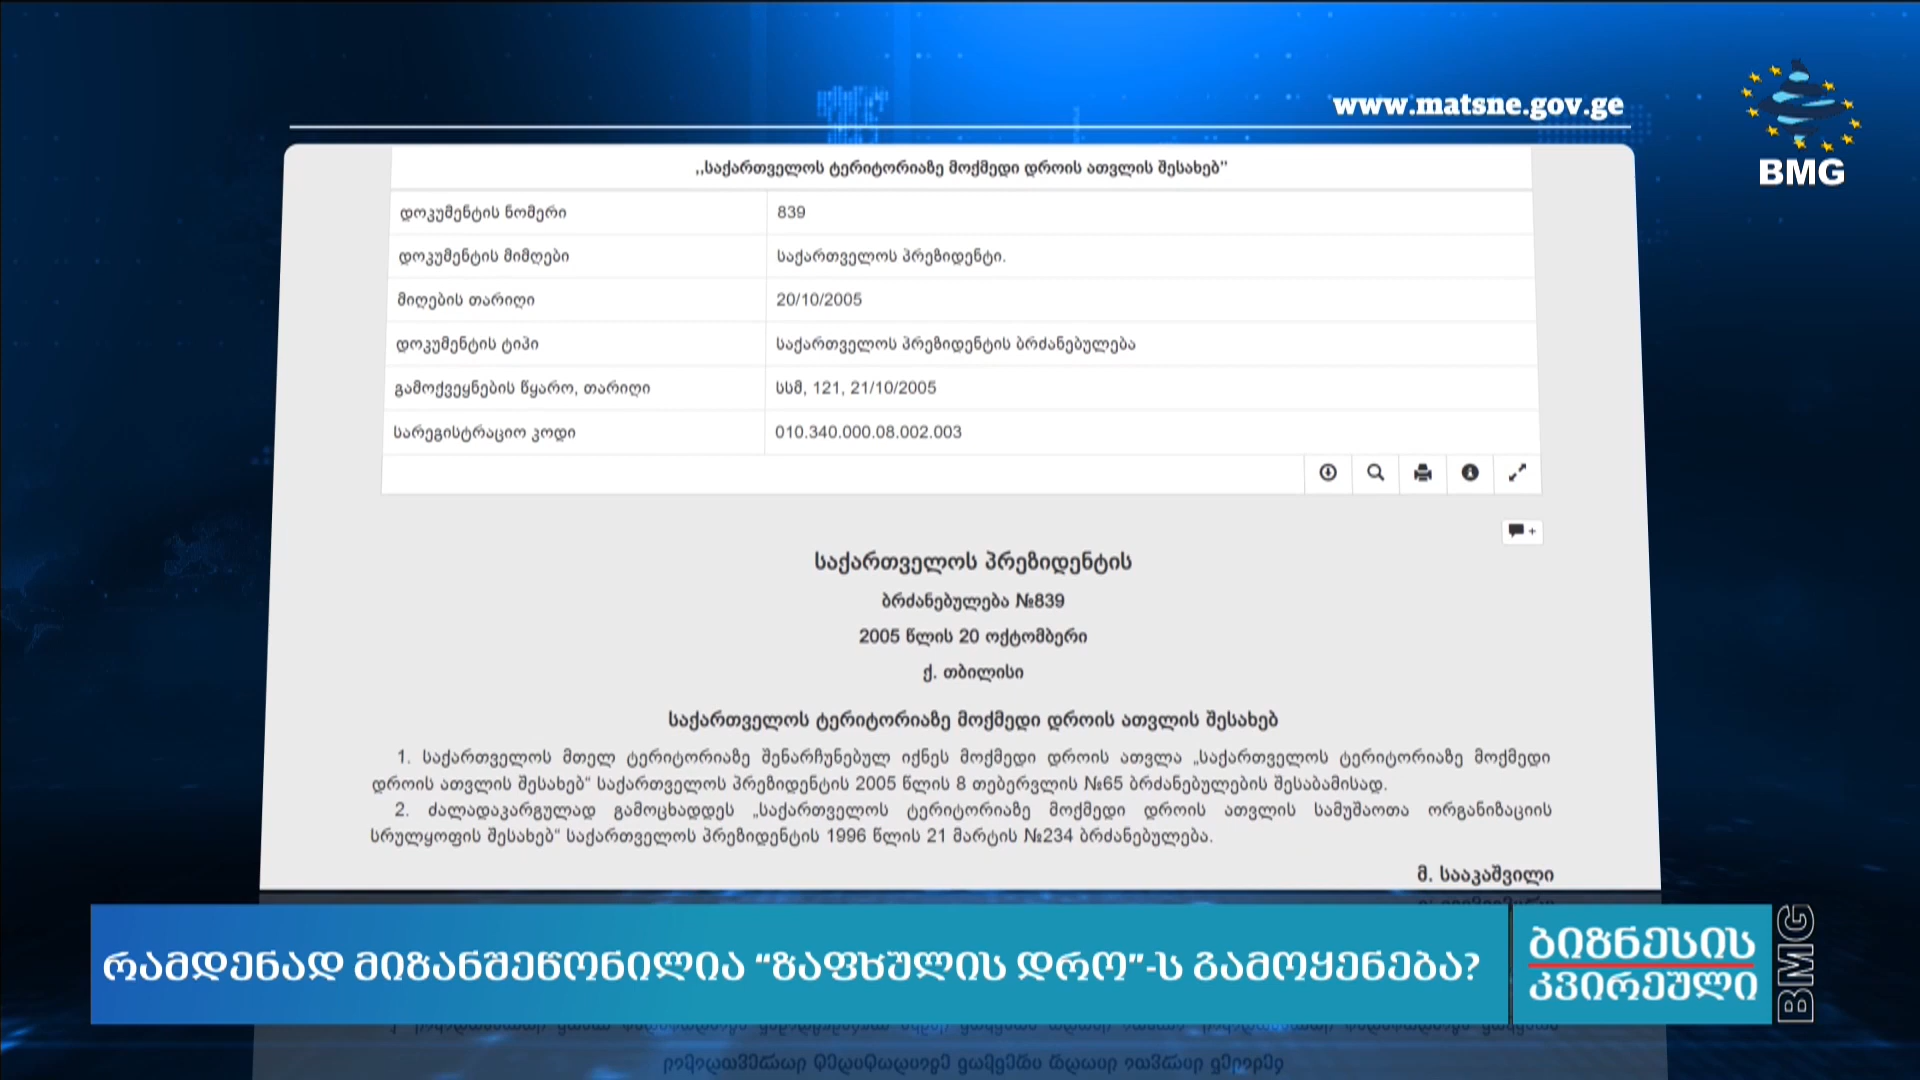 www.matsne.gov.ge
BMG
,,საქართველოს ტერიტორიაზე მოქმედი დროის ათვლის შესახებ''
დოკუმენტის ნომერი 839
დოკუმენტის მიმღები საქართველოს პრეზიდენტი.
მიღების თარიღი 20/10/2005
დოკუმენტის ტიპი საქართველოს პრეზიდენტის ბრძანებულება
გამოქვეყნების წყარო, თარიღი სსმ, 121, 21/10/2005
სარეგისტრაციო კოდი 010.340.000.08.002.003
საქართველოს პრეზიდენტის
ბრძანებულება №839
2005 წლის 20 ოქტომბერი
ქ. თბილისი
საქართველოს ტერიტორიაზე მოქმედი დროის ათვლის შესახებ
1. საქართველოს მთელ ტერიტორიაზე შენარჩუნებულ იქნეს მოქმედი დროის ათვლა „საქართველოს ტერიტორიაზე მოქმედი
დროის ათვლის შესახებ“ საქართველოს პრეზიდენტის 2005 წლის 8 თებერვლის №65 ბრძანებულების შესაბამისად.
2. ძალადაკარგულად გამოცხადდეს „საქართველოს ტერიტორიაზე მოქმედი დროის ათვლის სამუშაოთა ორგანიზაციის
სრულყოფის შესახებ“ საქართველოს პრეზიდენტის 1996 წლის 21 მარტის №234 ბრძანებულება.
მ. სააკაშვილი
რამდენად მიზანშეწონილია “ზაფხულის დრო”-ს გამოყენება?
ბიზნესის
კვირეული
BMG